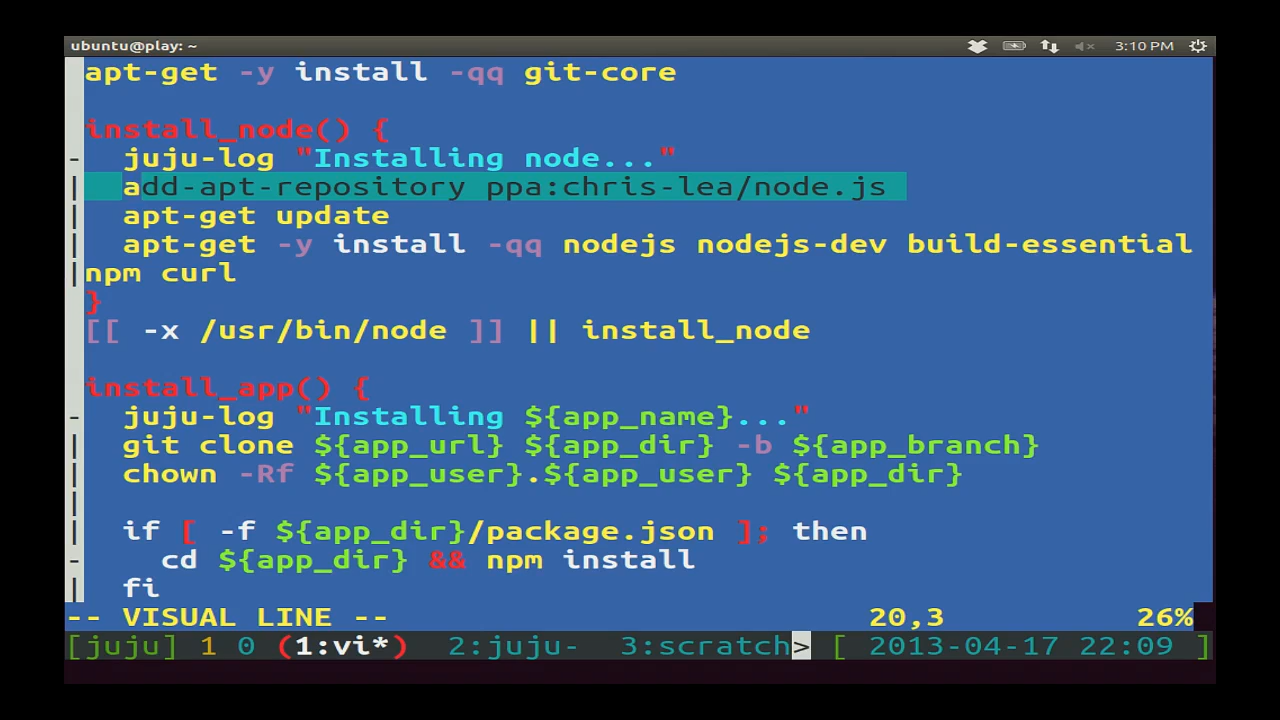 ubuntu@play: ~ 3:10 PM
apt-get -y install -qq git-core
install_node() {
- juju-log "Installing node..."
| add-apt-repository ppa:chris-lea/node.js
| apt-get update
| apt-get -y install -qq nodejs nodejs-dev build-essential
|npm curl
}
[[ -x /usr/bin/node ]] || install_node
install_app() {
- juju-log "Installing ${app_name}..."
| git clone ${app_url} ${app_dir} -b ${app_branch}
| chown -Rf ${app_user}.${app_user} ${app_dir}
|
| if [ -f ${app_dir}/package.json ]; then
- cd ${app_dir} && npm install
| fi
-- VISUAL LINE -- 20,3 26%
[juju] 1 0 (1:vi*) 2:juju- 3:scratch> [ 2013-04-17 22:09 ]